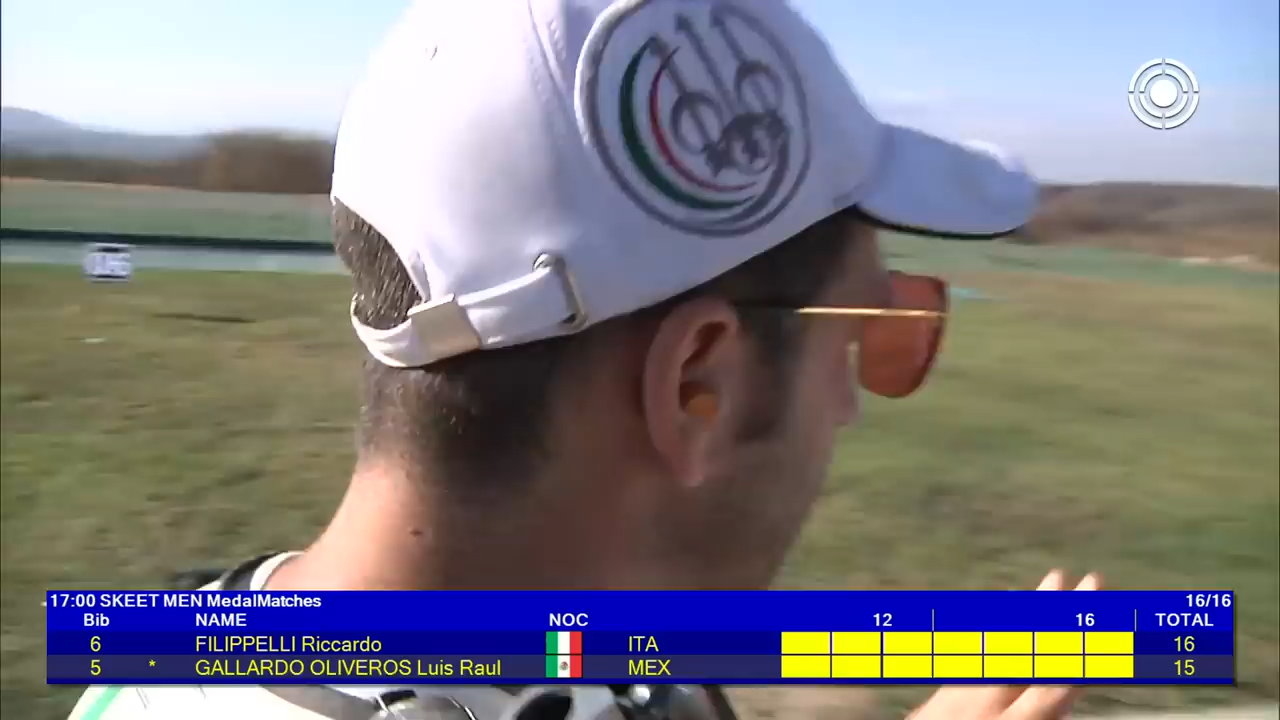 17:00 SKEET MEN MedalMatches 16/16
Bib NAME NOC 12 16 TOTAL
6 FILIPPELLI Riccardo ITA 16
5 * GALLARDO OLIVEROS Luis Raul MEX 15